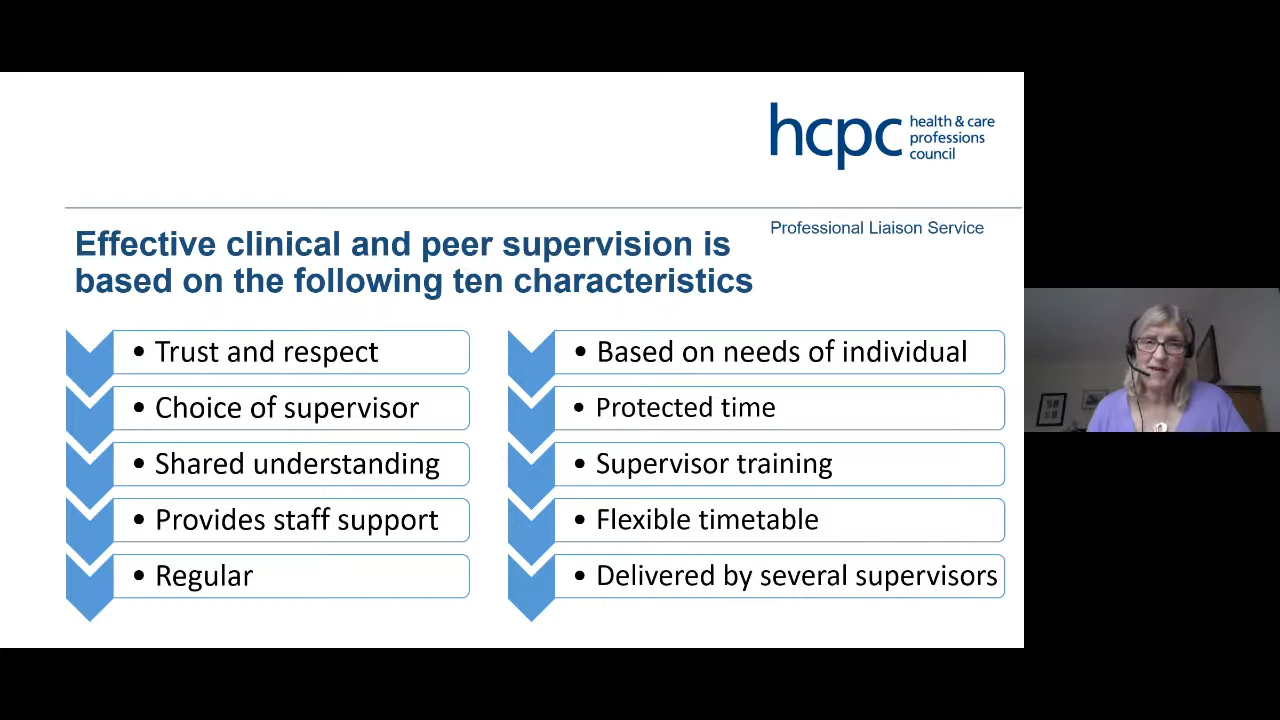 hcpc health & care
professions
council
Professional Liaison Service
Effective clinical and peer supervision is
based on the following ten characteristics
• Trust and respect
• Choice of supervisor
• Shared understanding
• Provides staff support
• Regular
• Based on needs of individual
• Protected time
• Supervisor training
• Flexible timetable
• Delivered by several supervisors